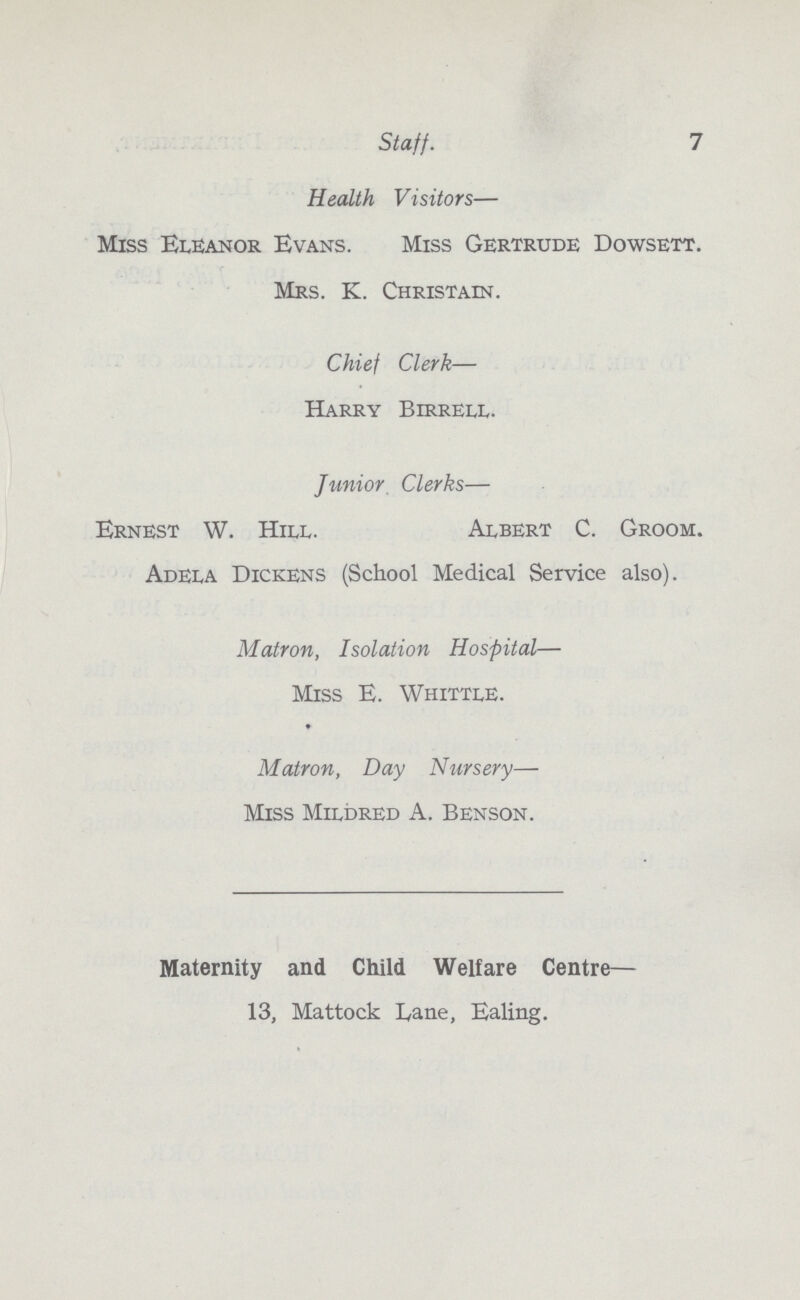 Staff. 7
Health Visitors—
MISS ELEANOR EVANS. MISS GERTRUDE DOWSETT.
MRS. K. CHRISTAIN.
Chief Clerk—
HARRY BIRRELL.
Junior Clerks—
ERNEST W. HILL. ALBERT C. GROOM.
ADELA DICKENS (School Medical Service also).
Matron, Isolation Hospital—
MISS E. WHITTLE.
Matron, Day Nursery—
MISS MILDRED A. BENSON.
Maternity and Child Welfare Centre—
13, Mattock Lane, Ealing.